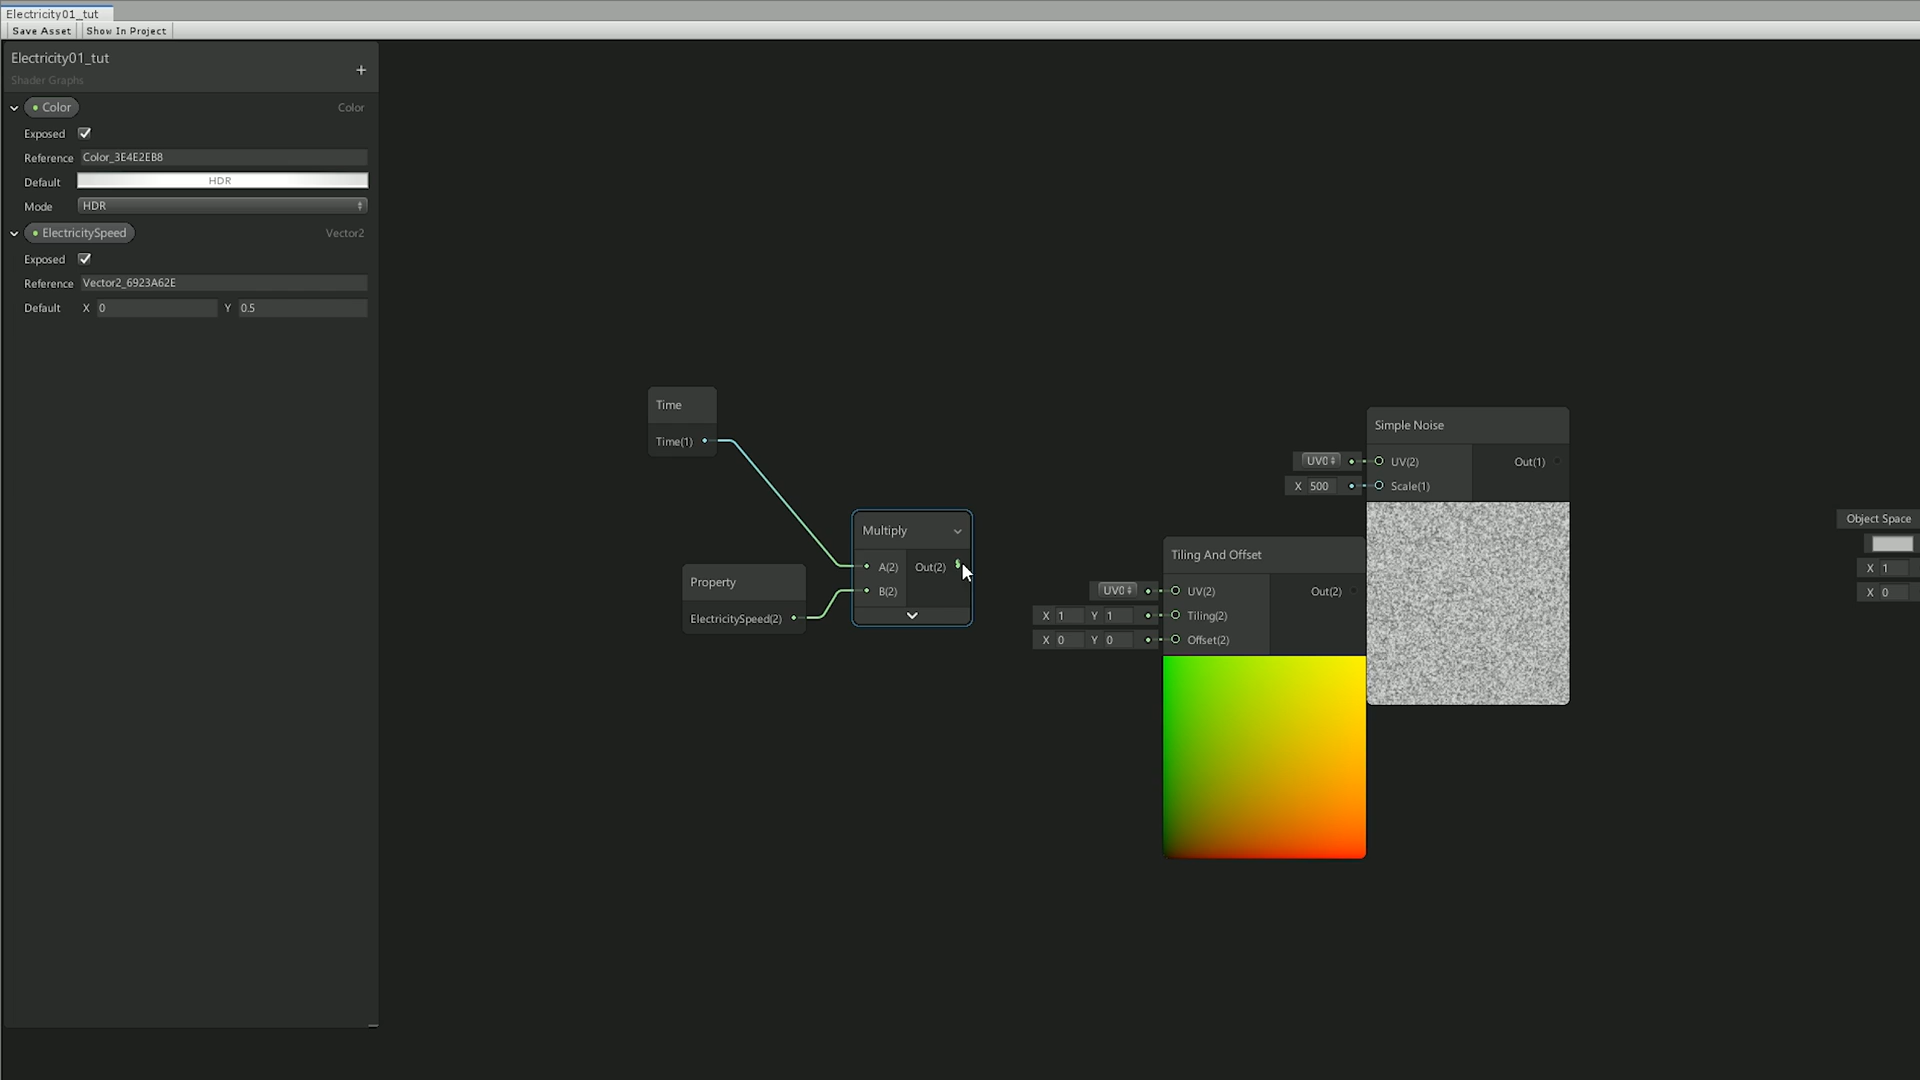 Electricity01_tut
Save Asset Show In Project
Electricity01_tut
+
Shader Graphs
Color Color
Exposed
Reference Color_3E4E2EB8
Default HDR
Mode HDR
ElectricitySpeed Vector2
Exposed
Reference Vector2_6923A62E
Default X 0 Y 0.5
Time
Time(1)
Property
ElectricitySpeed(2)
Multiply
A(2) Out(2)
B(2)
Tiling And Offset
UV0 UV(2) Out(2)
X 1 Y 1 Tiling(2)
X 0 Y 0 Offset(2)
Simple Noise
UV0 UV(2) Out(1)
X 500 Scale(1)
Object Space
X 1
X 0